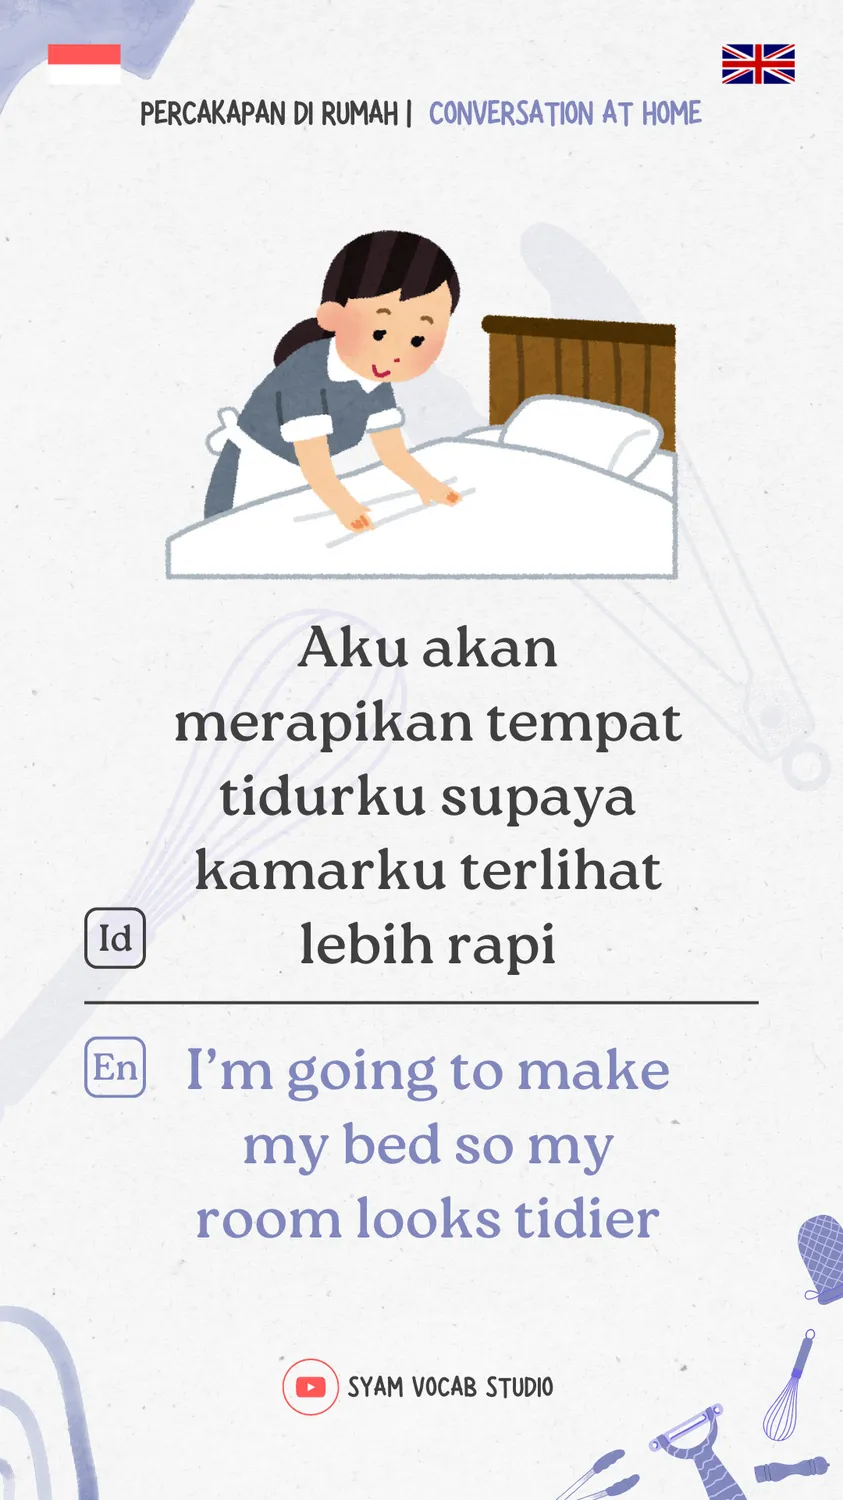 PERCAKAPAN DI RUMAH | CONVERSATION AT HOME
Aku akan
merapikan tempat
tidurku supaya
kamarku terlihat
lebih rapi
Id
En
I’m going to make
my bed so my
room looks tidier
SYAM VOCAB STUDIO